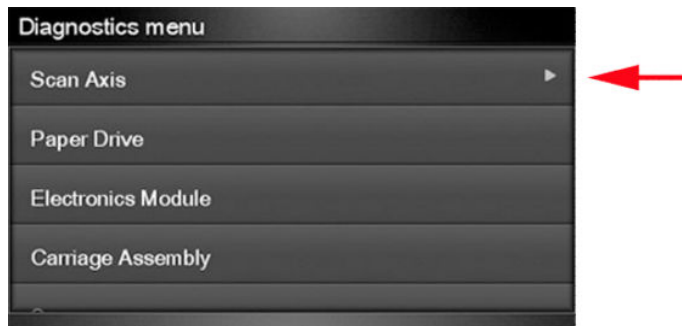 Diagnostics menu
Scan Axis
Paper Drive
Electronics Module
Carriage Assembly